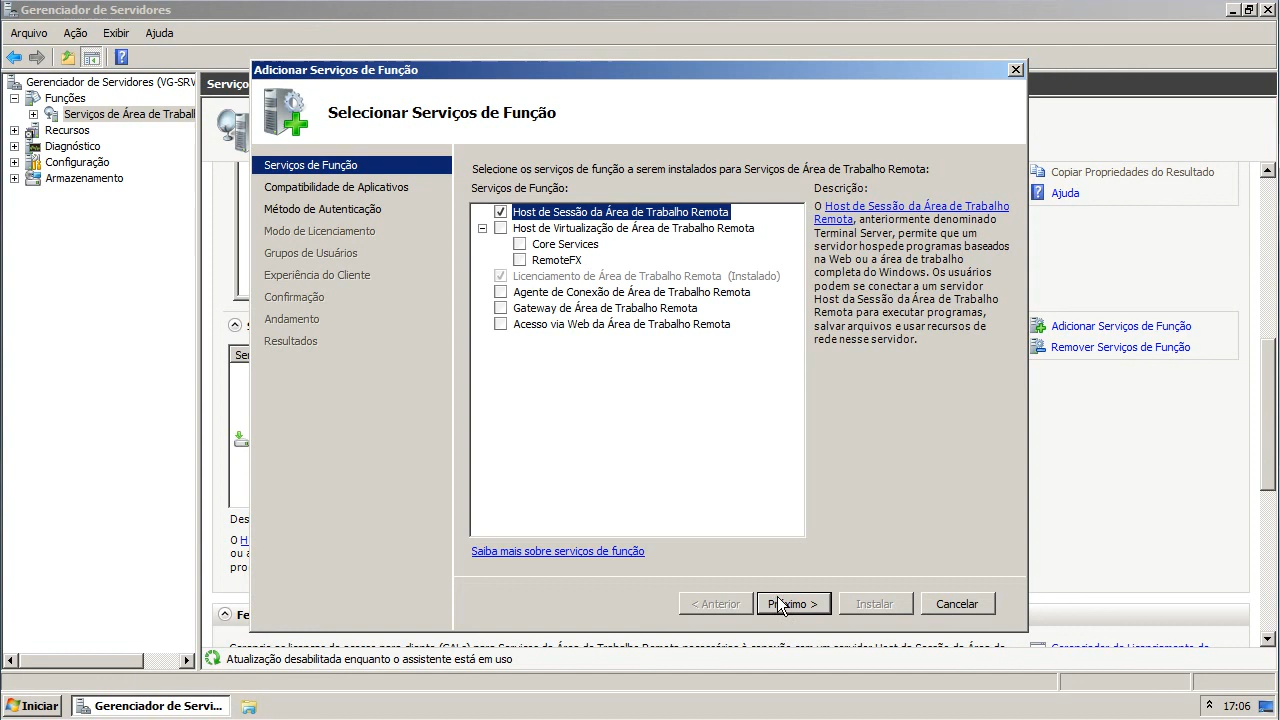 Gerenciador de Servidores
Arquivo Ação Exibir Ajuda
Gerenciador de Servidores (VG-SRV
Funções
Serviços de Área de Trabal
Recursos
Diagnóstico
Configuração
Armazenamento
Serviço
Adicionar Serviços de Função
Selecionar Serviços de Função
Serviços de Função
Compatibilidade de Aplicativos
Método de Autenticação
Modo de Licenciamento
Grupos de Usuários
Experiência do Cliente
Confirmação
Andamento
Resultados
Selecione os serviços de função a serem instalados para Serviços de Área de Trabalho Remota:
Serviços de Função:
Host de Sessão da Área de Trabalho Remota
Host de Virtualização de Área de Trabalho Remota
Core Services
RemoteFX
Licenciamento de Área de Trabalho Remota (Instalado)
Agente de Conexão de Área de Trabalho Remota
Gateway de Área de Trabalho Remota
Acesso via Web da Área de Trabalho Remota
Descrição:
O Host de Sessão da Área de Trabalho
Remota, anteriormente denominado
Terminal Server, permite que um
servidor hospede programas baseados
na Web ou a área de trabalho
completa do Windows. Os usuários
podem se conectar a um servidor
Host da Sessão da Área de Trabalho
Remota para executar programas,
salvar arquivos e usar recursos de
rede nesse servidor.
Saiba mais sobre serviços de função
< Anterior Próximo > Instalar Cancelar
Copiar Propriedades do Resultado
Ajuda
Adicionar Serviços de Função
Remover Serviços de Função
Ser
Des
O H
ou a
pro
Fe
Atualização desabilitada enquanto o assistente está em uso
Iniciar
Gerenciador de Servi...
17:06